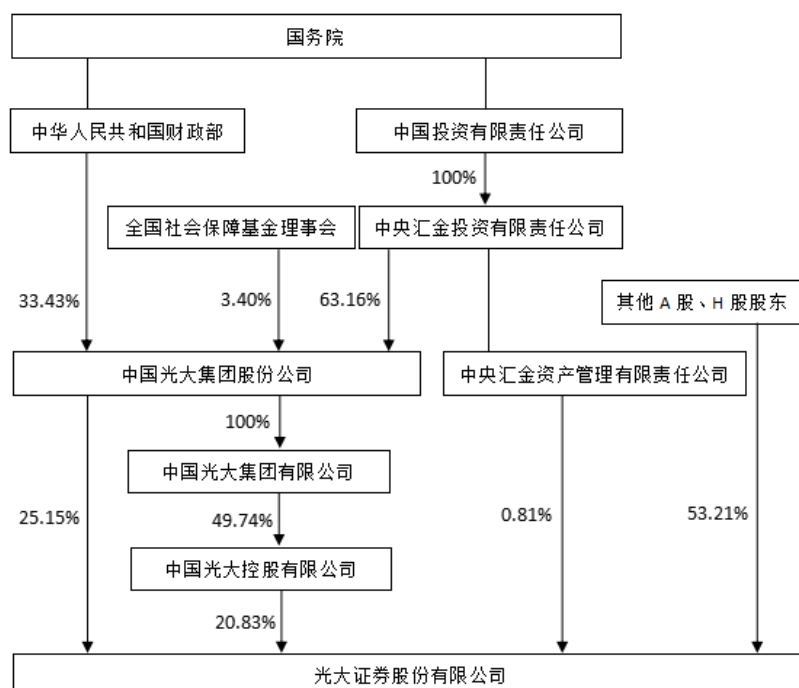 国务院
中华人民共和国财政部
中国投资有限责任公司
100%
全国社会保障基金理事会
中央汇金投资有限责任公司
33.43%
3.40%
63.16%
其他 A 股、H 股股东
中国光大集团股份公司
中央汇金资产管理有限责任公司
100%
中国光大集团有限公司
25.15%
49.74%
0.81%
53.21%
中国光大控股有限公司
20.83%
光大证券股份有限公司